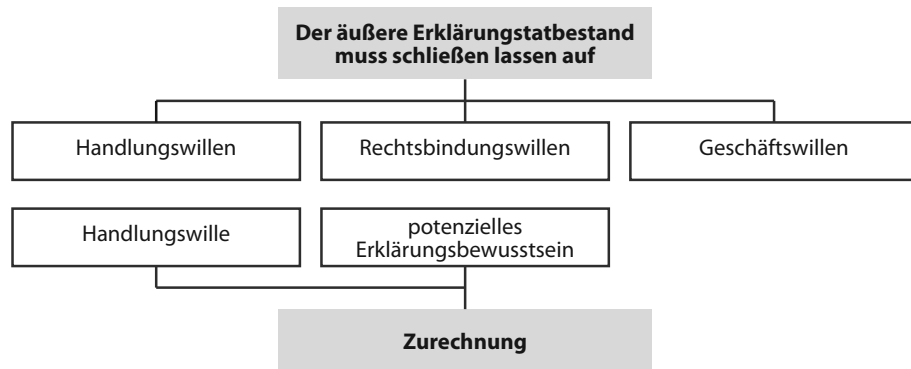 Der äußere Erklärungstatbestand
muss schließen lassen auf
Handlungswillen
Rechtsbindungswillen
Geschäftswillen
Handlungswille
potenzielles
Erklärungsbewusstsein
Zurechnung